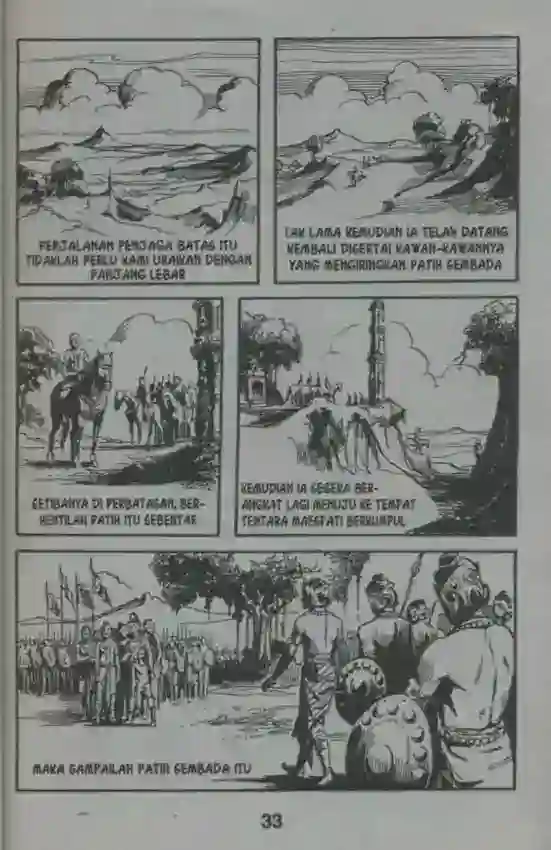 PERJALANAN PENJAGA BATAS ITU
TIDAKLAH PERLU KAMI URAIKAN DENGAN
PANJANG LEBAR
TAK LAMA KEMUDIAN IA TELAH DATANG
KEMBALI DISERTAI KAWAN-KAWANNYA
YANG MENGIRINGKAN PATIH SEMBADA
SETIBANYA DI PERBATASAN, BER-
HENTILAH PATIH ITU SEBENTAR
KEMUDIAN IA SEGERA BER-
ANGKAT LAGI MENUJU KE TEMPAT
TENTARA MAESPATI BERKUMPUL
MAKA SAMPAILAH PATIH SEMBADA ITU
33